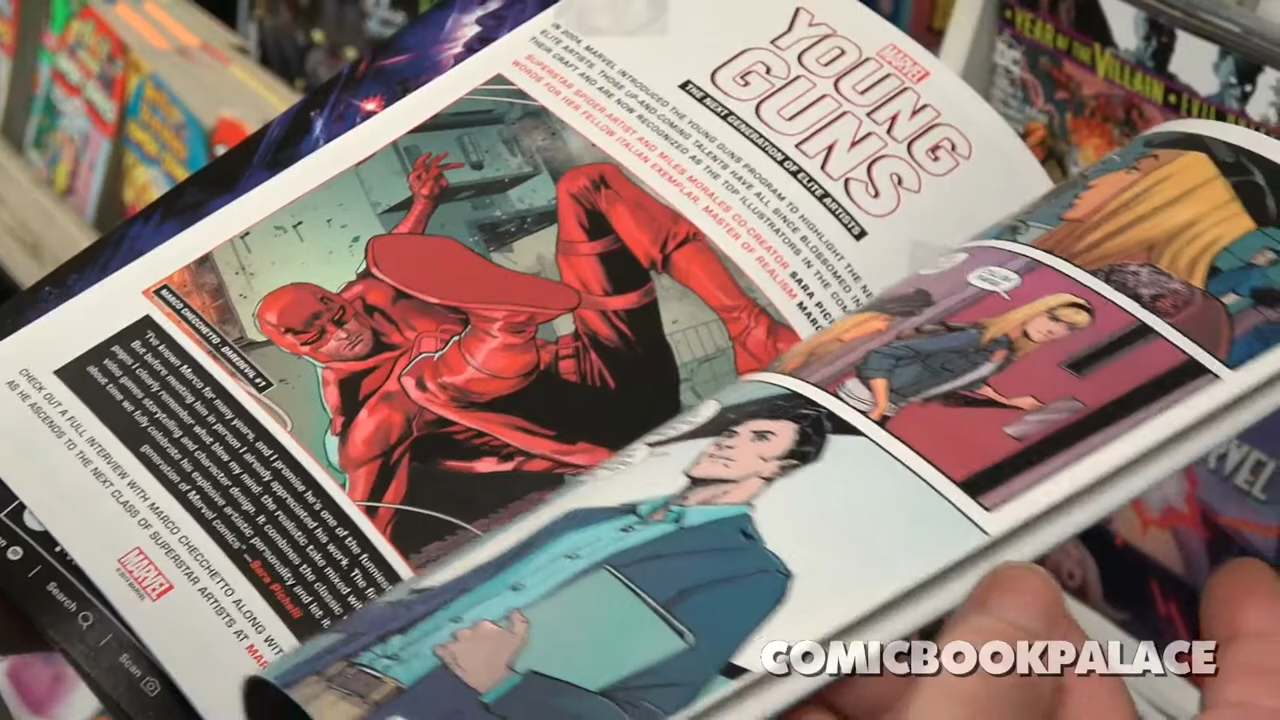 YEAR OF THE VILLAIN
DC
MARVEL
YOUNG
GUNS
THE NEXT GENERATION OF ELITE ARTISTS
IN 2004, MARVEL INTRODUCED THE YOUNG GUNS PROGRAM TO HIGHLIGHT THE
ELITE ARTISTS. THOSE UP-AND-COMING TALENTS HAVE ALL SINCE BLOSSOMED IN
THEIR CRAFT AND ARE NOW RECOGNIZED AS THE TOP ILLUSTRATORS IN THE
SUPERSTAR SPIDER-ARTIST AND MILES MORALES CO-CREATOR SARA
WORDS FOR HER FELLOW ITALIAN EXEMPLAR, MASTER OF REALISM
MARCO CHECCHETTO - DAREDEVIL #1
"I've known Marco for many years, and I promise he's one of the funniest
But before meeting him in person I already appreciated his work. The
pages I clearly remember what blew my mind: the realistic take mixed
video games storytelling and character design. It combines the classic
about time we fully celebrate his explosive artistic personality and let
generation of Marvel comics" —Sara Pichelli
CHECK OUT A FULL INTERVIEW WITH MARCO CHECCHETTO ALONG
AS HE ASCENDS TO THE NEXT CLASS OF SUPERSTAR ARTISTS AT
MARVEL
Search
Scan
COMICBOOKPALACE